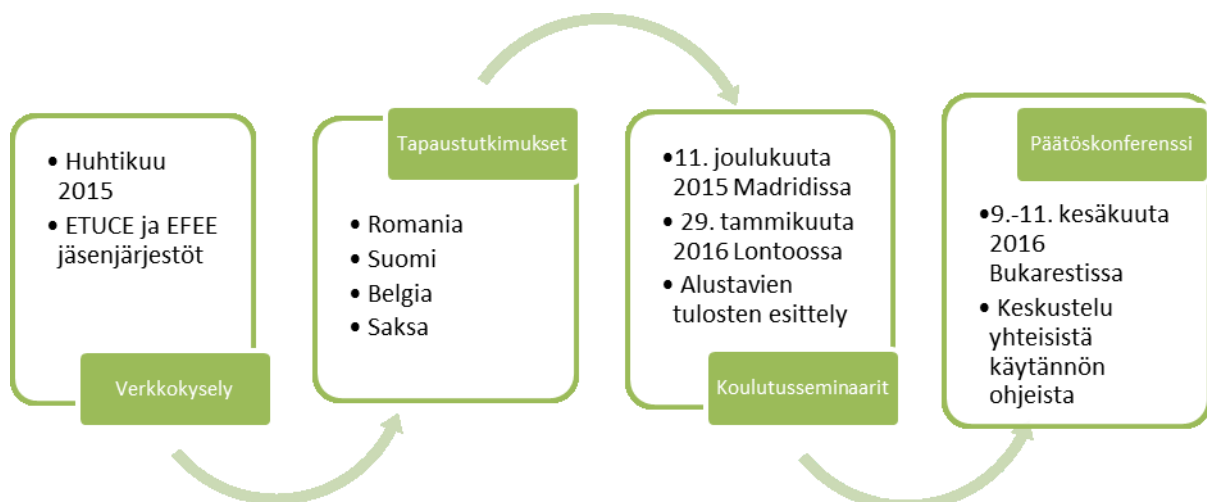 • Huhtikuu
2015
• ETUCE ja EFEE
jäsenjärjestöt
Verkkokysely
Tapaustutkimukset
• Romania
• Suomi
• Belgia
• Saksa
•11. joulukuuta
2015 Madridissa
• 29. tammikuuta
2016 Lontoossa
• Alustavien
tulosten esittely
Koulutusseminaarit
Päätöskonferenssi
•9.-11. kesäkuuta
2016
Bukarestissa
• Keskustelu
yhteisistä
käytännön
ohjeista